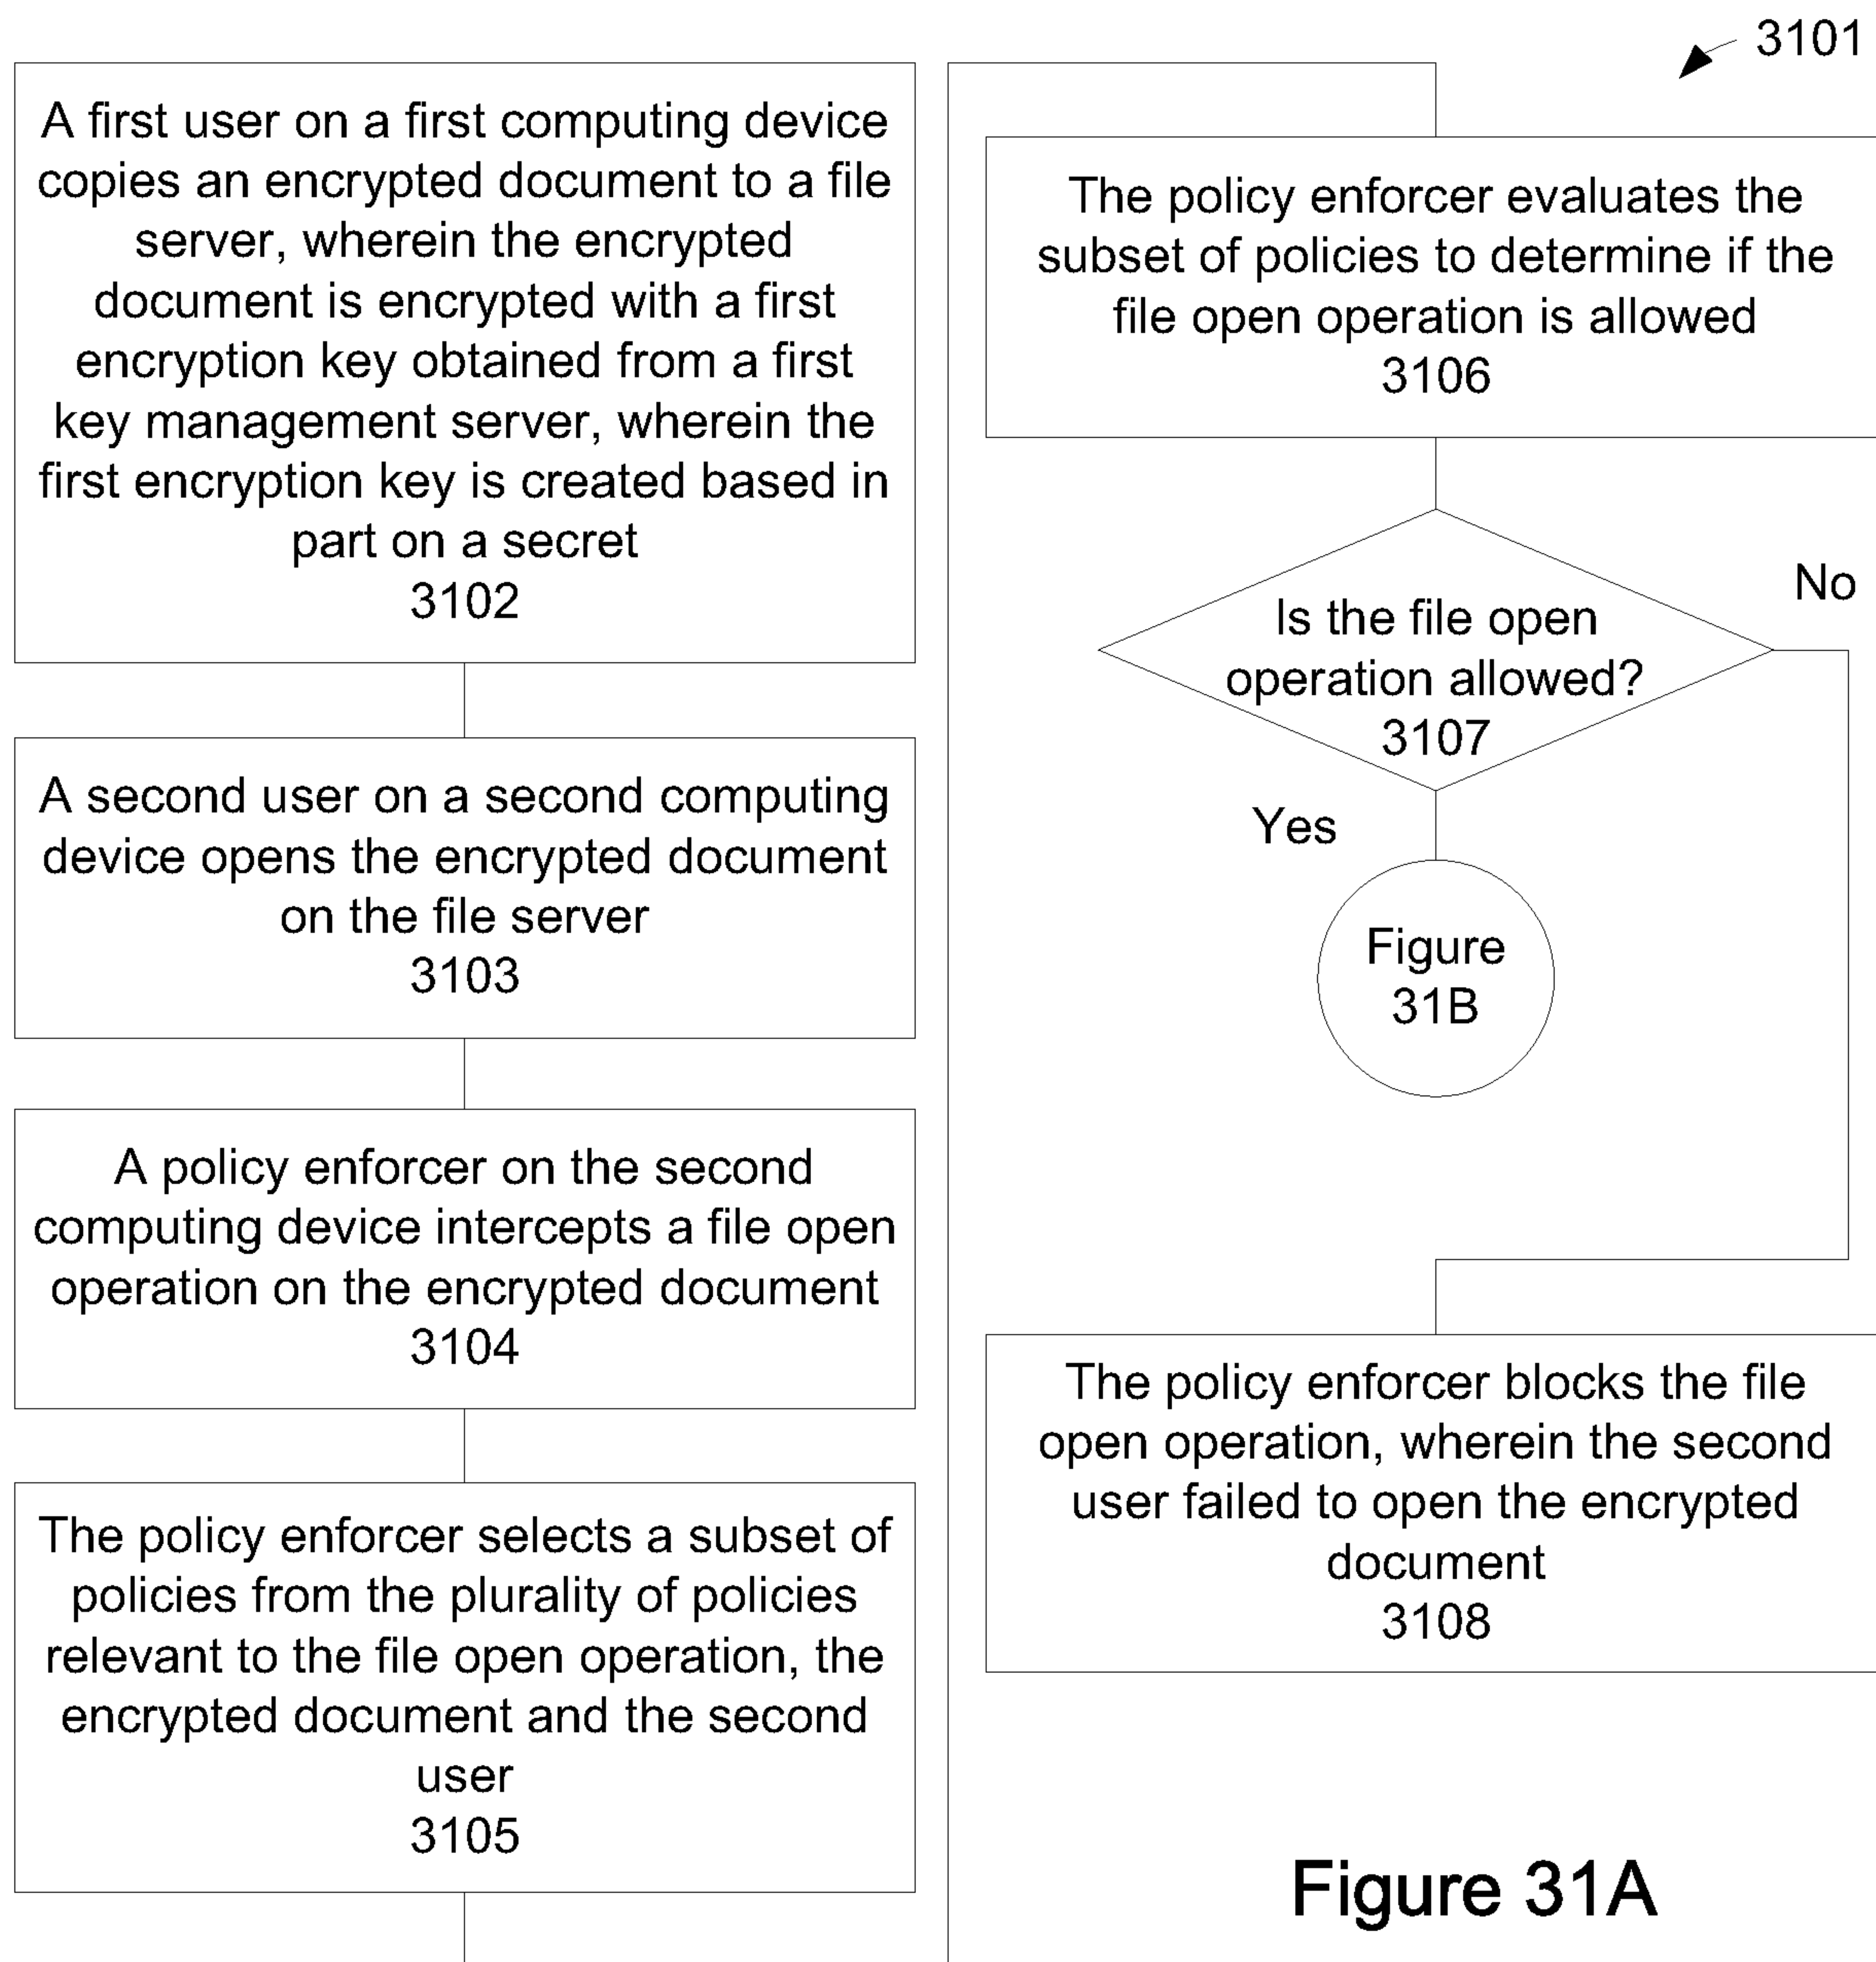 3101
A first user on a first computing device
copies an encrypted document to a file
server, wherein the encrypted
document is encrypted with a first
encryption key obtained from a first
key management server, wherein the
first encryption key is created based in
part on a secret
3102
A second user on a second computing
device opens the encrypted document
on the file server
3103
A policy enforcer on the second
computing device intercepts a file open
operation on the encrypted document
3104
The policy enforcer selects a subset of
policies from the plurality of policies
relevant to the file open operation, the
encrypted document and the second
user
3105
The policy enforcer evaluates the
subset of policies to determine if the
file open operation is allowed
3106
Is the file open
operation allowed?
3107
No
Yes
Figure
31B
The policy enforcer blocks the file
open operation, wherein the second
user failed to open the encrypted
document
3108
Figure 31A